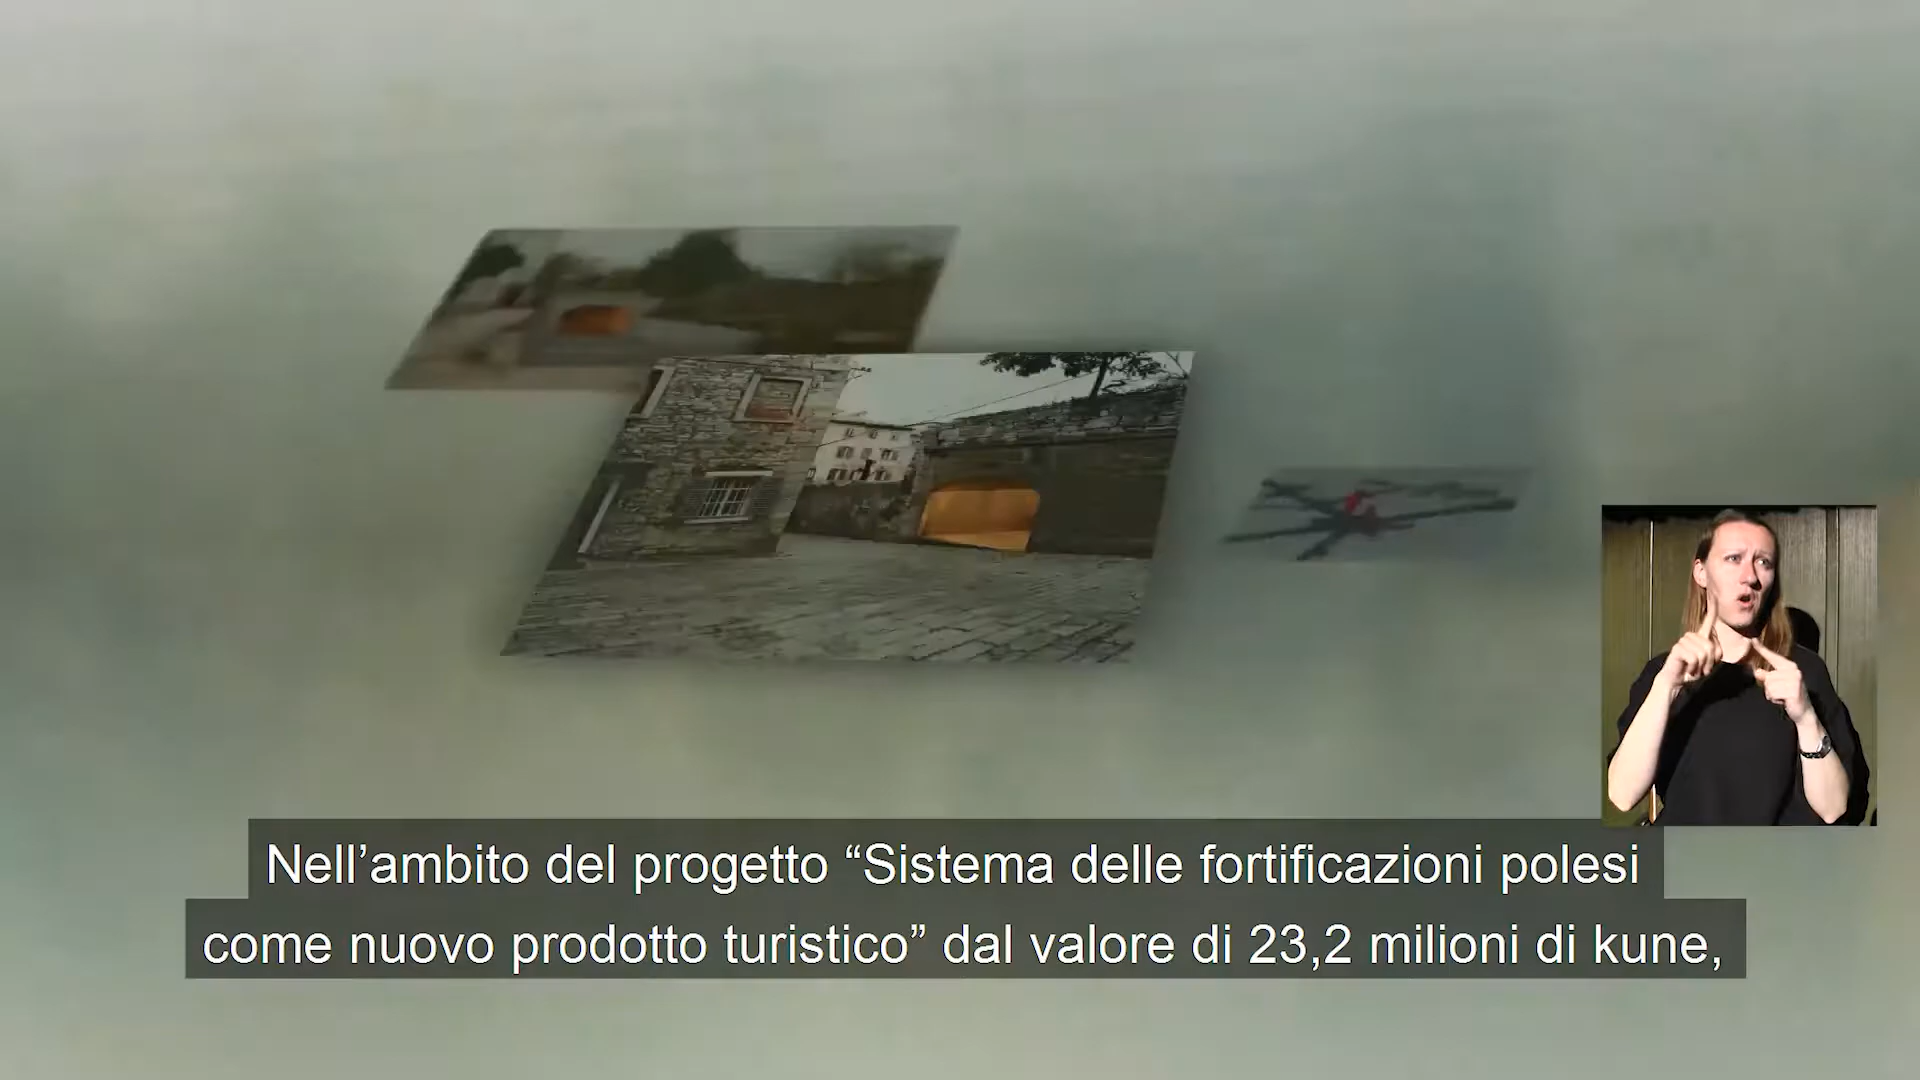 Nell’ambito del progetto “Sistema delle fortificazioni polesi
come nuovo prodotto turistico” dal valore di 23,2 milioni di kune,